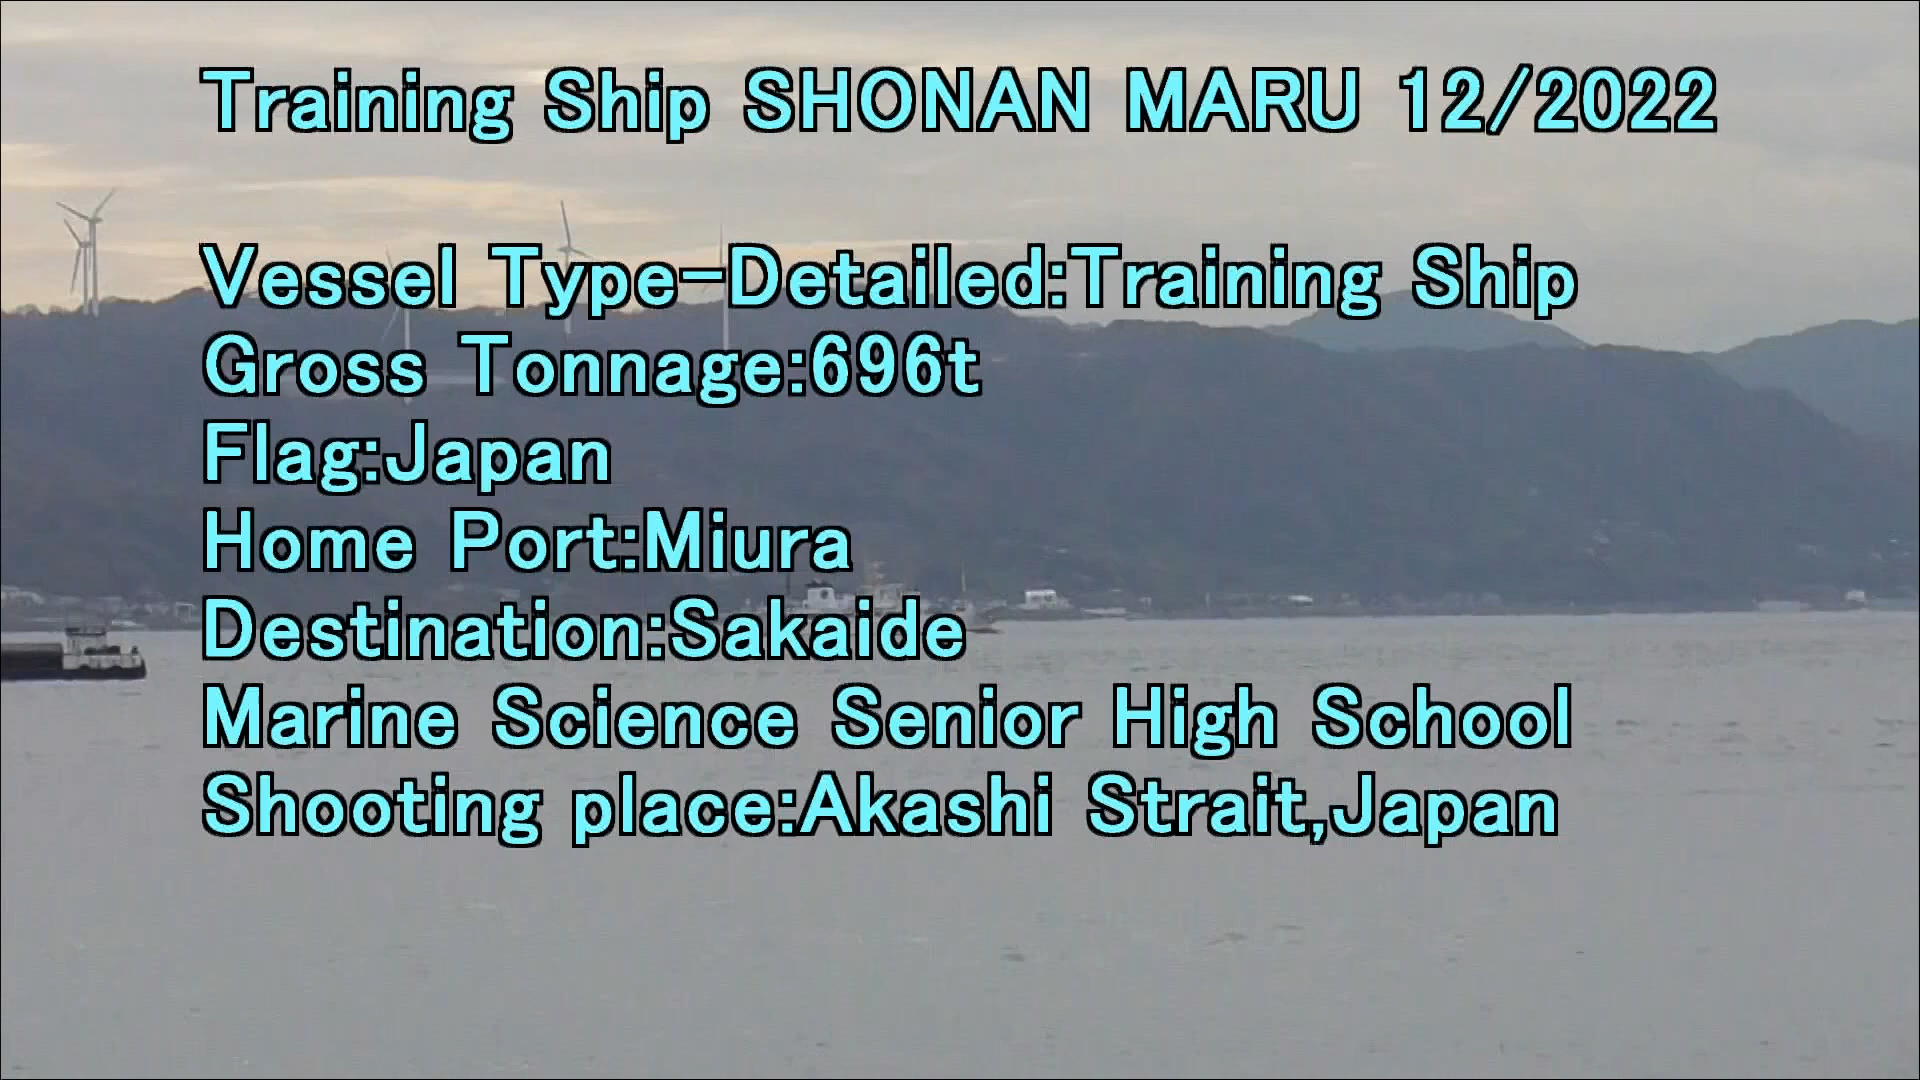 Training Ship SHONAN MARU 12/2022
Vessel Type-Detailed:Training Ship
Gross Tonnage:696t
Flag:Japan
Home Port:Miura
Destination:Sakaide
Marine Science Senior High School
Shooting place:Akashi Strait,Japan